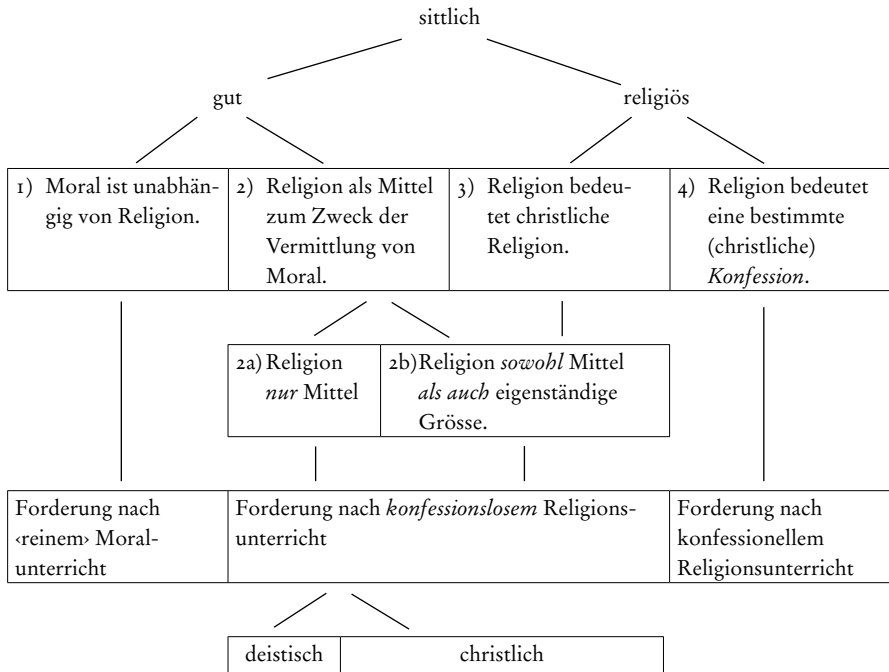 sittlich
gut
religiös
1) Moral ist unabhän-
gig von Religion.
2) Religion als Mittel
zum Zweck der
Vermittlung von
Moral.
3) Religion bedeu-
tet christliche
Religion.
4) Religion bedeutet
eine bestimmte
(christliche)
Konfession.
2a) Religion
nur Mittel
2b) Religion sowohl Mittel
als auch eigenständige
Grösse.
Forderung nach
‹reinem› Moral-
unterricht
Forderung nach konfessionslosem Religions-
unterricht
Forderung nach
konfessionellem
Religionsunterricht
deistisch
christlich